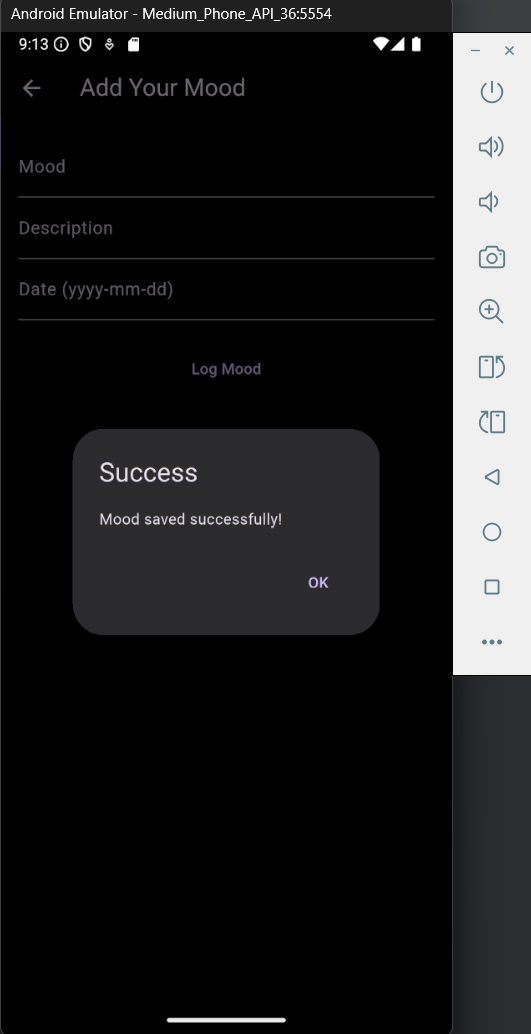 Android Emulator - Medium_Phone_API_36:5554
9:13
Add Your Mood
Mood
Description
Date (yyyy-mm-dd)
Log Mood
Success
Mood saved successfully!
OK